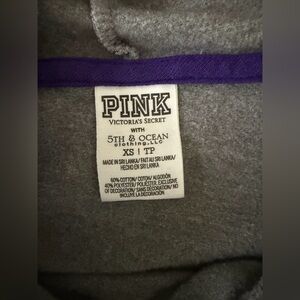 PINK
VICTORIA'S SECRET
WITH
5TH & OCEAN
clothing, LLC
XS | TP
MADE IN SRI LANKA/ FAIT AU SRI LANKA/
HECHO EN SRI LANKA
60% COTTON/ COTON/ ALGODÓN
40% POLYESTER/ POLIÉSTER, EXCLUSIVE
OF DECORATION/ SANS DÉCORATION/ NO
INCLUYE LA DECORACIÓN